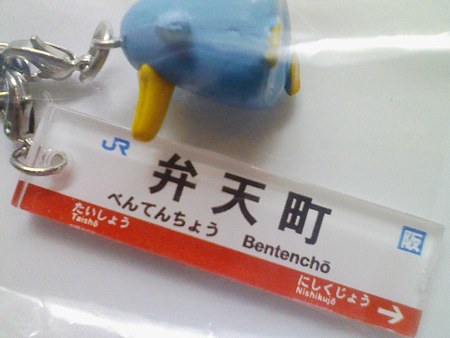 JR
弁天町
べんてんちょう
Bentenchō
阪
たいしょう
Taishō
にしくじょう
Nishikujō